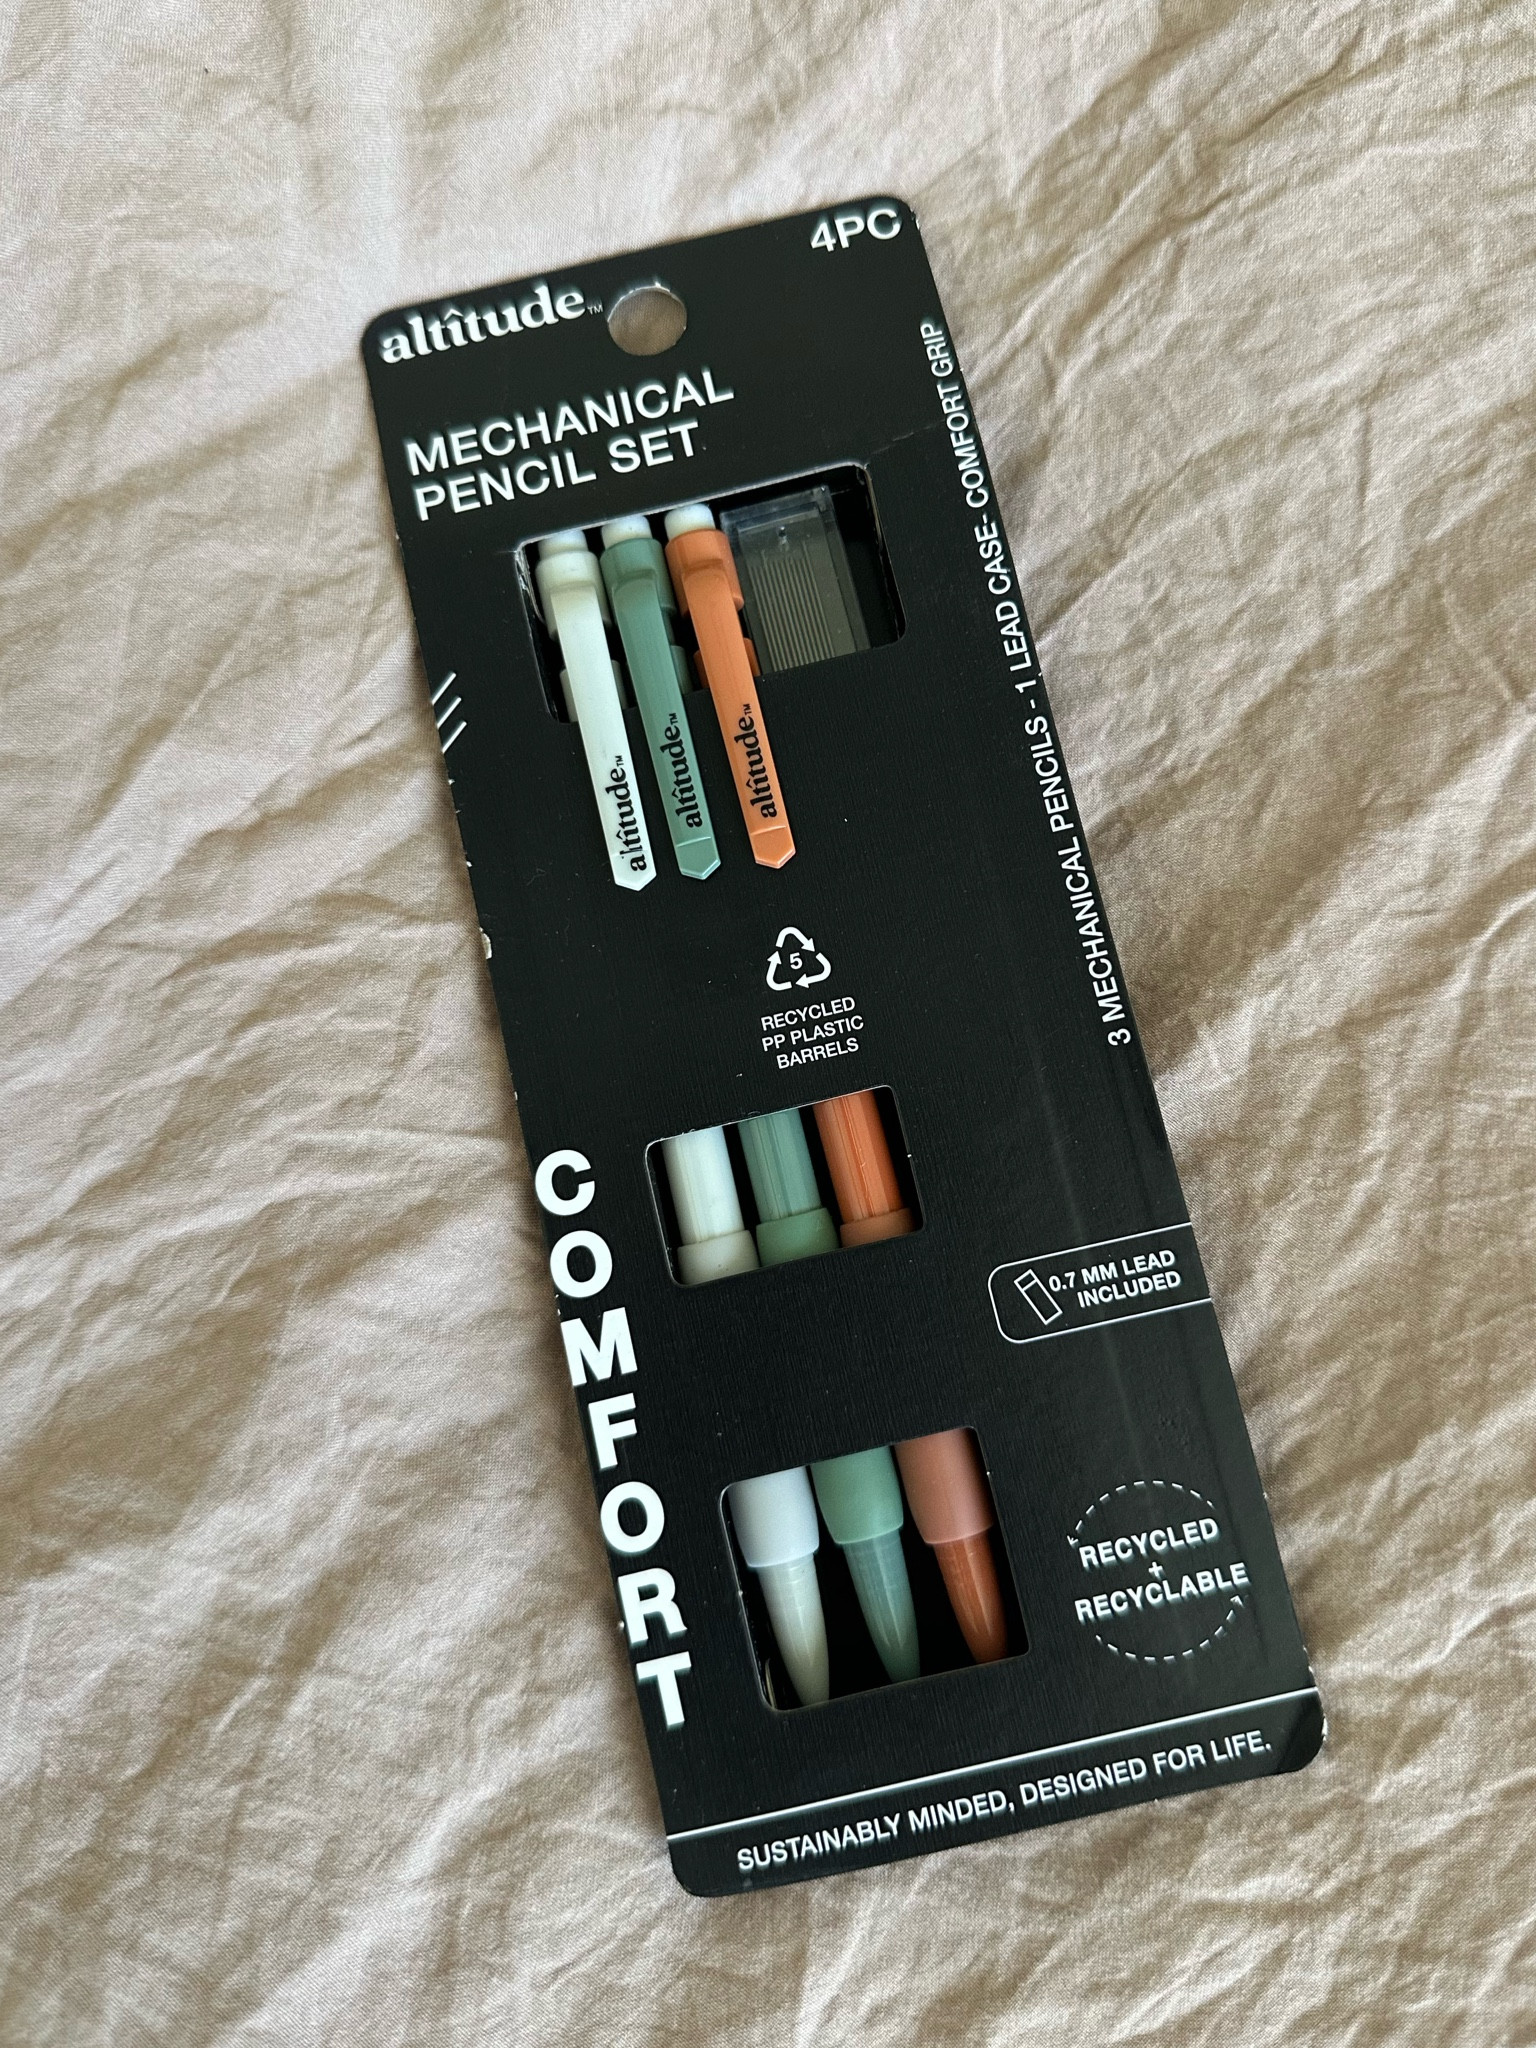 altîtude™
4PC
MECHANICAL
PENCIL SET
3 MECHANICAL PENCILS - 1 LEAD CASE- COMFORT GRIP
altîtude™
altîtude™
altîtude™
5
RECYCLED
PP PLASTIC
BARRELS
COMFORT
0.7 MM LEAD
INCLUDED
RECYCLED
+
RECYCLABLE
SUSTAINABLY MINDED, DESIGNED FOR LIFE.